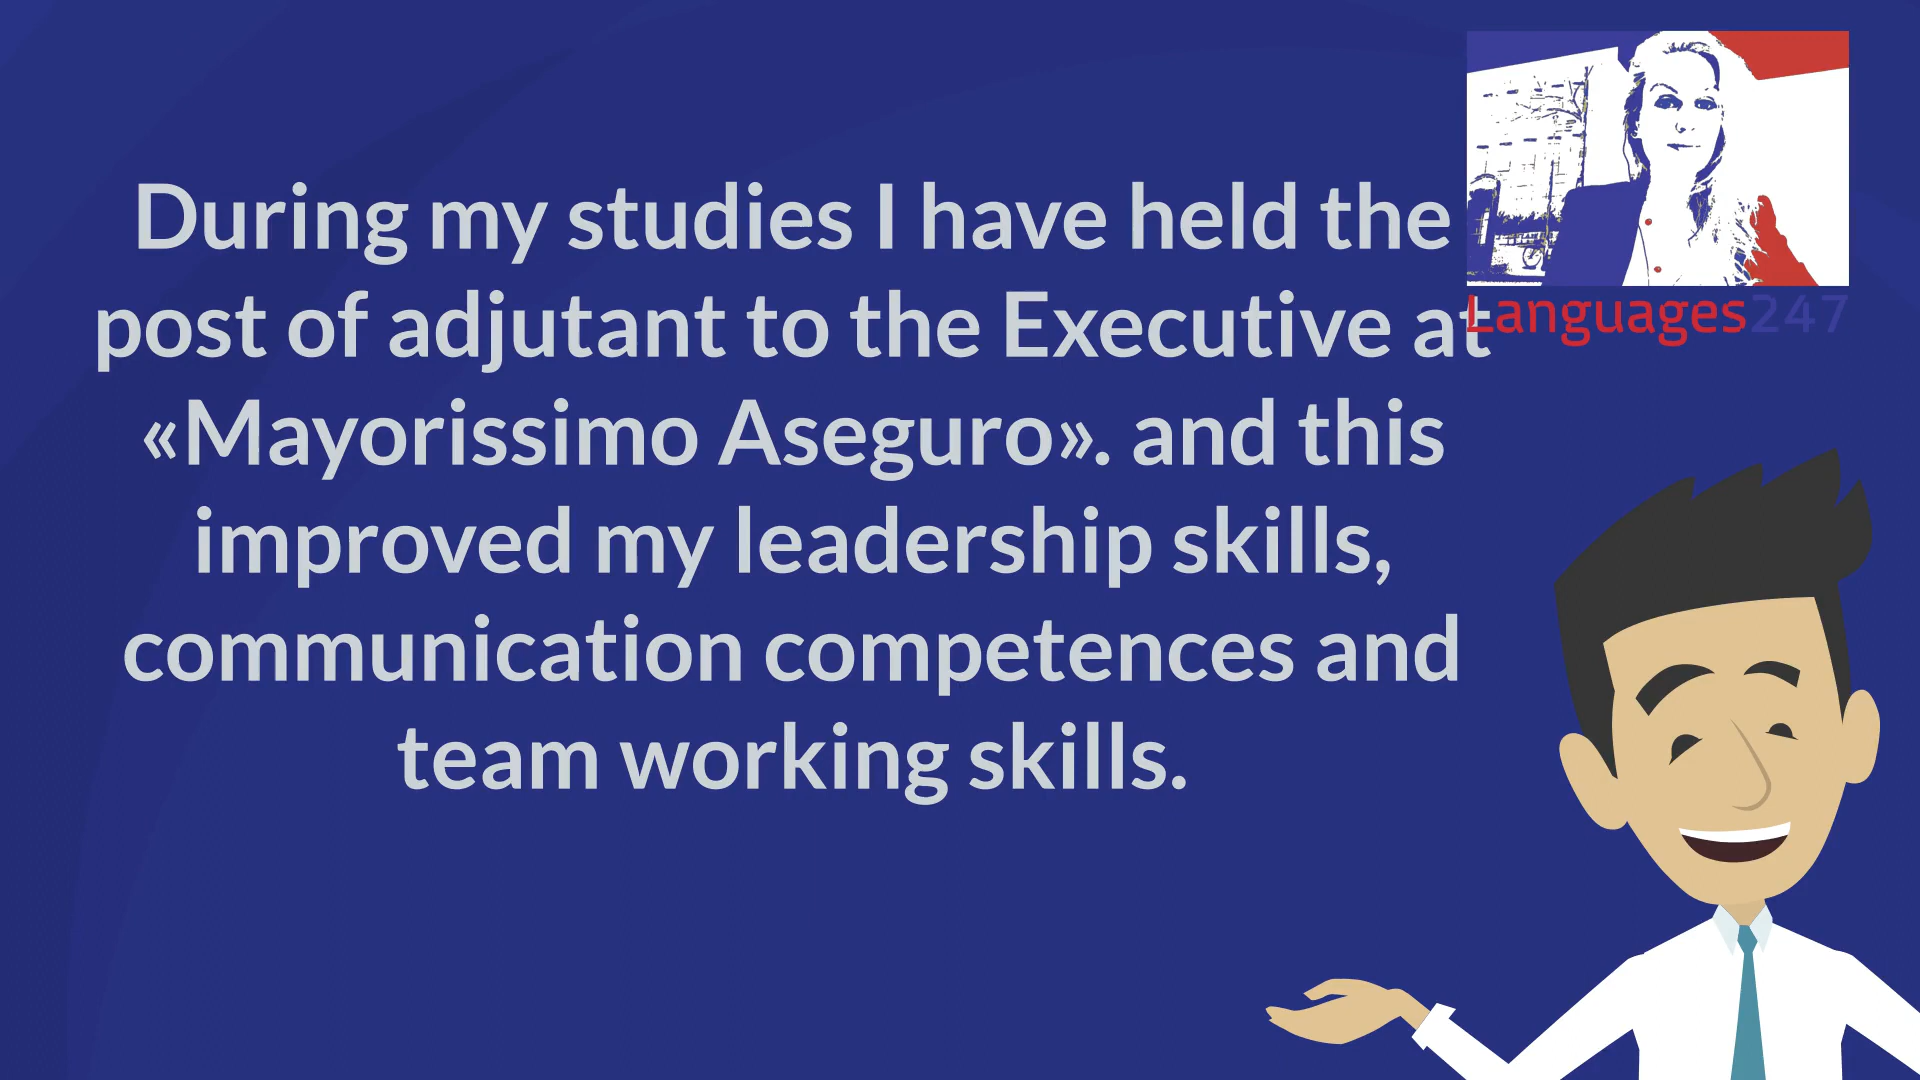 During my studies I have held the
post of adjutant to the Executive at
«Mayorissimo Aseguro». and this
improved my leadership skills,
communication competences and
team working skills.
Languages247